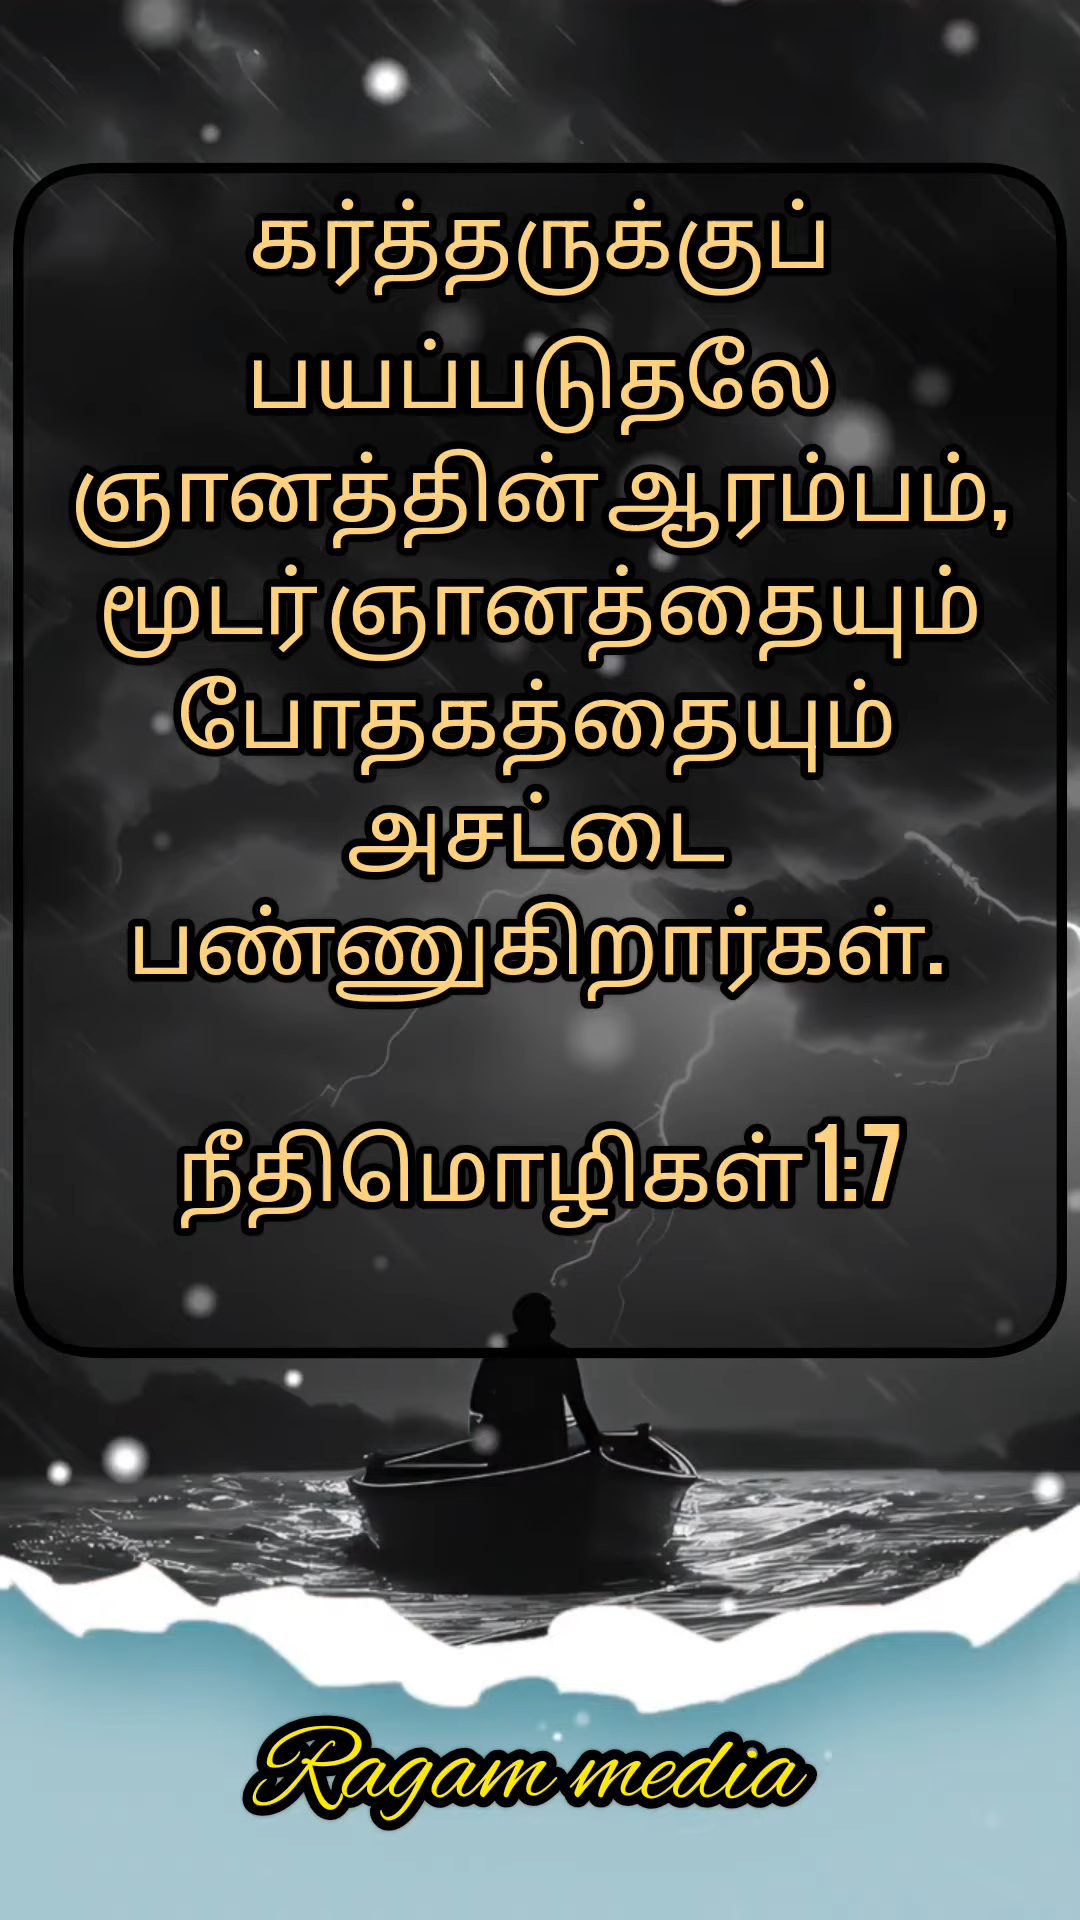 கர்த்தருக்குப்
பயப்படுதலே
ஞானத்தின் ஆரம்பம்,
மூடர் ஞானத்தையும்
போதகத்தையும்
அசட்டை
பண்ணுகிறார்கள்.
நீதிமொழிகள் 1:7
Ragam media